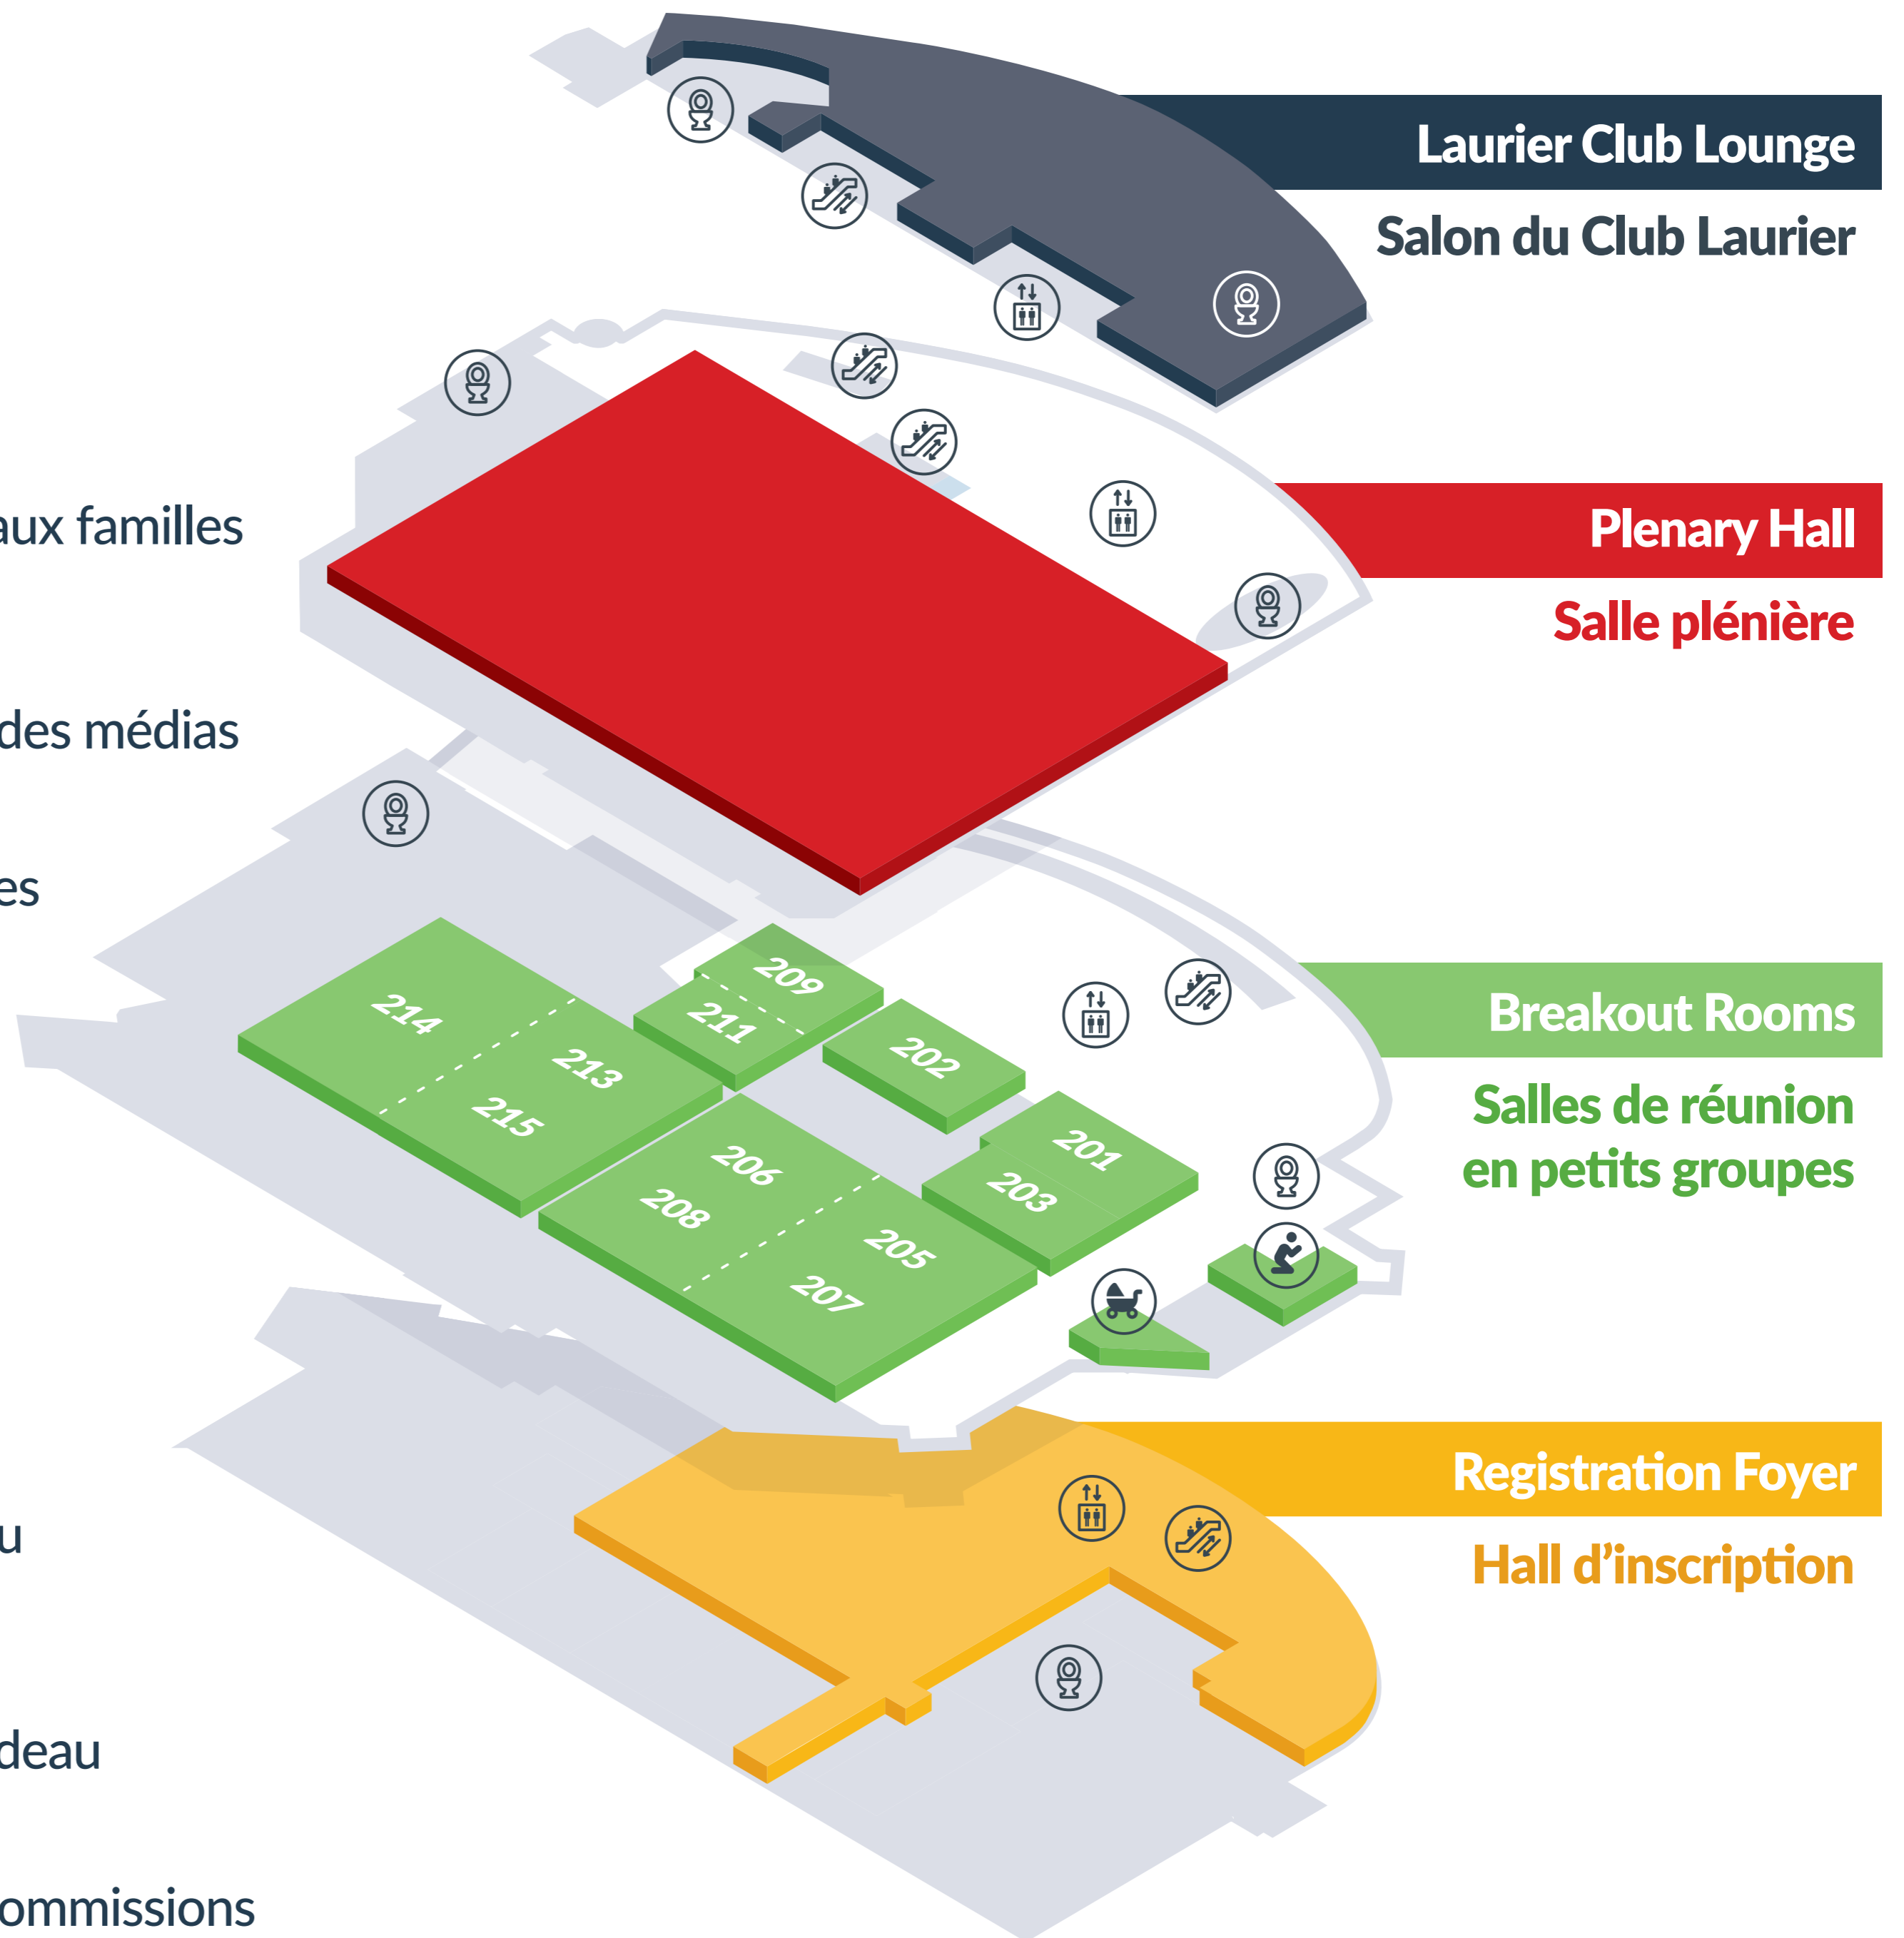 Laurier Club Lounge
Salon du Club Laurier
aux familles
Plenary Hall
Salle plénière
des médias
es
209
214
211
202
213
215
206
208
201
203
205
207
Breakout Rooms
Salles de réunion
en petits groupes
Registration Foyer
Hall d’inscription
u
deau
ommissions